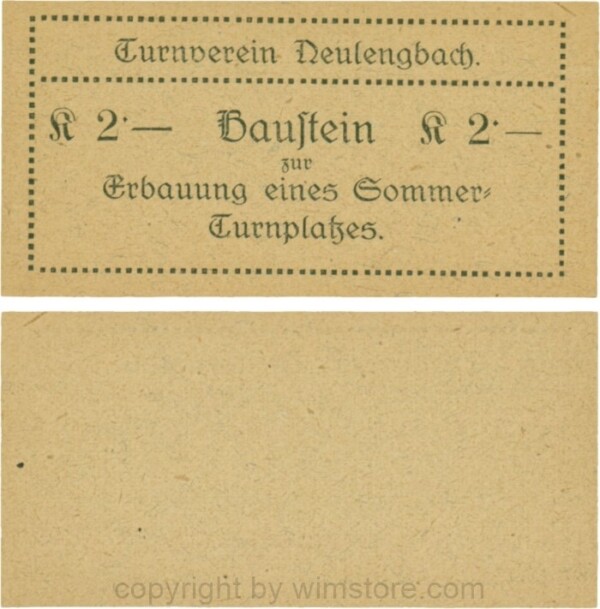 Turnverein Neulengbach.
K 2·— Baustein K 2·—
zur
Erbauung eines Sommer-
Turnplatzes.
copyright by wimstore.com